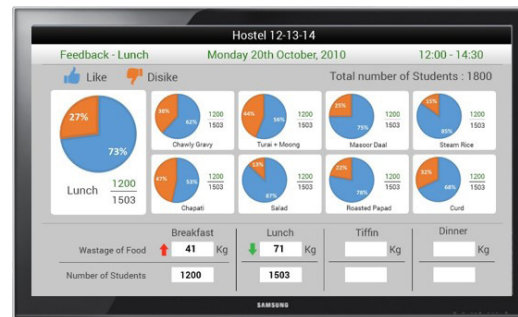 Hostel 12-13-14
Feedback - Lunch Monday 20th October, 2010 12:00 - 14:30
Like Disike Total number of Students : 1800
27%
73%
Lunch 1200
1503
38%
62%
1200
1503
Chawly Gravy
44%
56%
1200
1503
Turai + Moong
25%
75%
1200
1503
Masoor Daal
15%
85%
1200
1503
Steam Rice
47%
53%
1200
1503
Chapati
13%
87%
1200
1503
Salad
22%
78%
1200
1503
Roasted Papad
32%
68%
1200
1503
Curd
Breakfast Lunch Tiffin Dinner
Wastage of Food 41 Kg 71 Kg Kg Kg
Number of Students 1200 1503
SAMSUNG